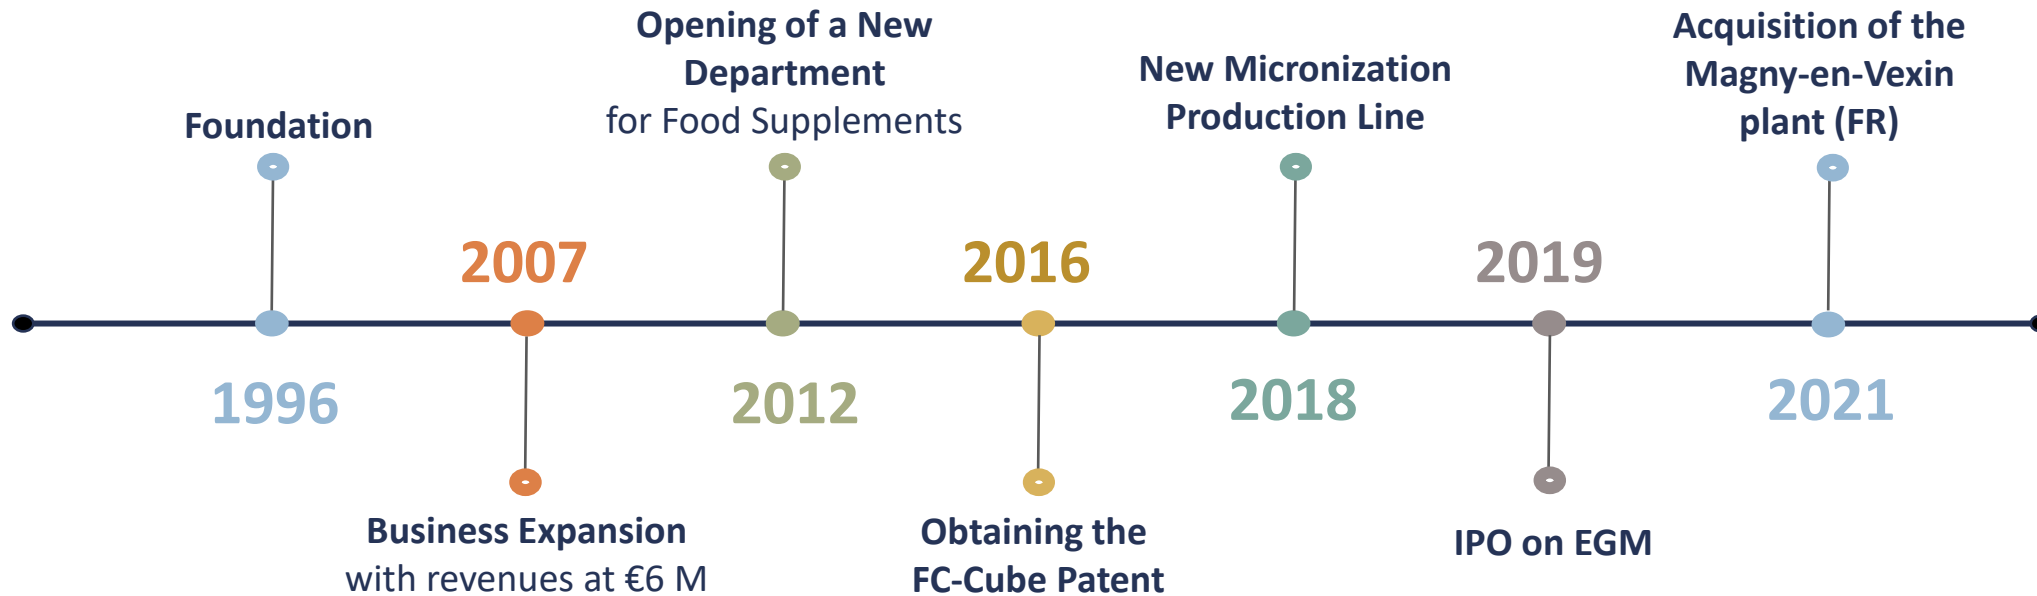 Foundation
1996
2007
Business Expansion
with revenues at €6 M
Opening of a New
Department
for Food Supplements
2012
2016
Obtaining the
FC-Cube Patent
New Micronization
Production Line
2018
2019
IPO on EGM
Acquisition of the
Magny-en-Vexin
plant (FR)
2021